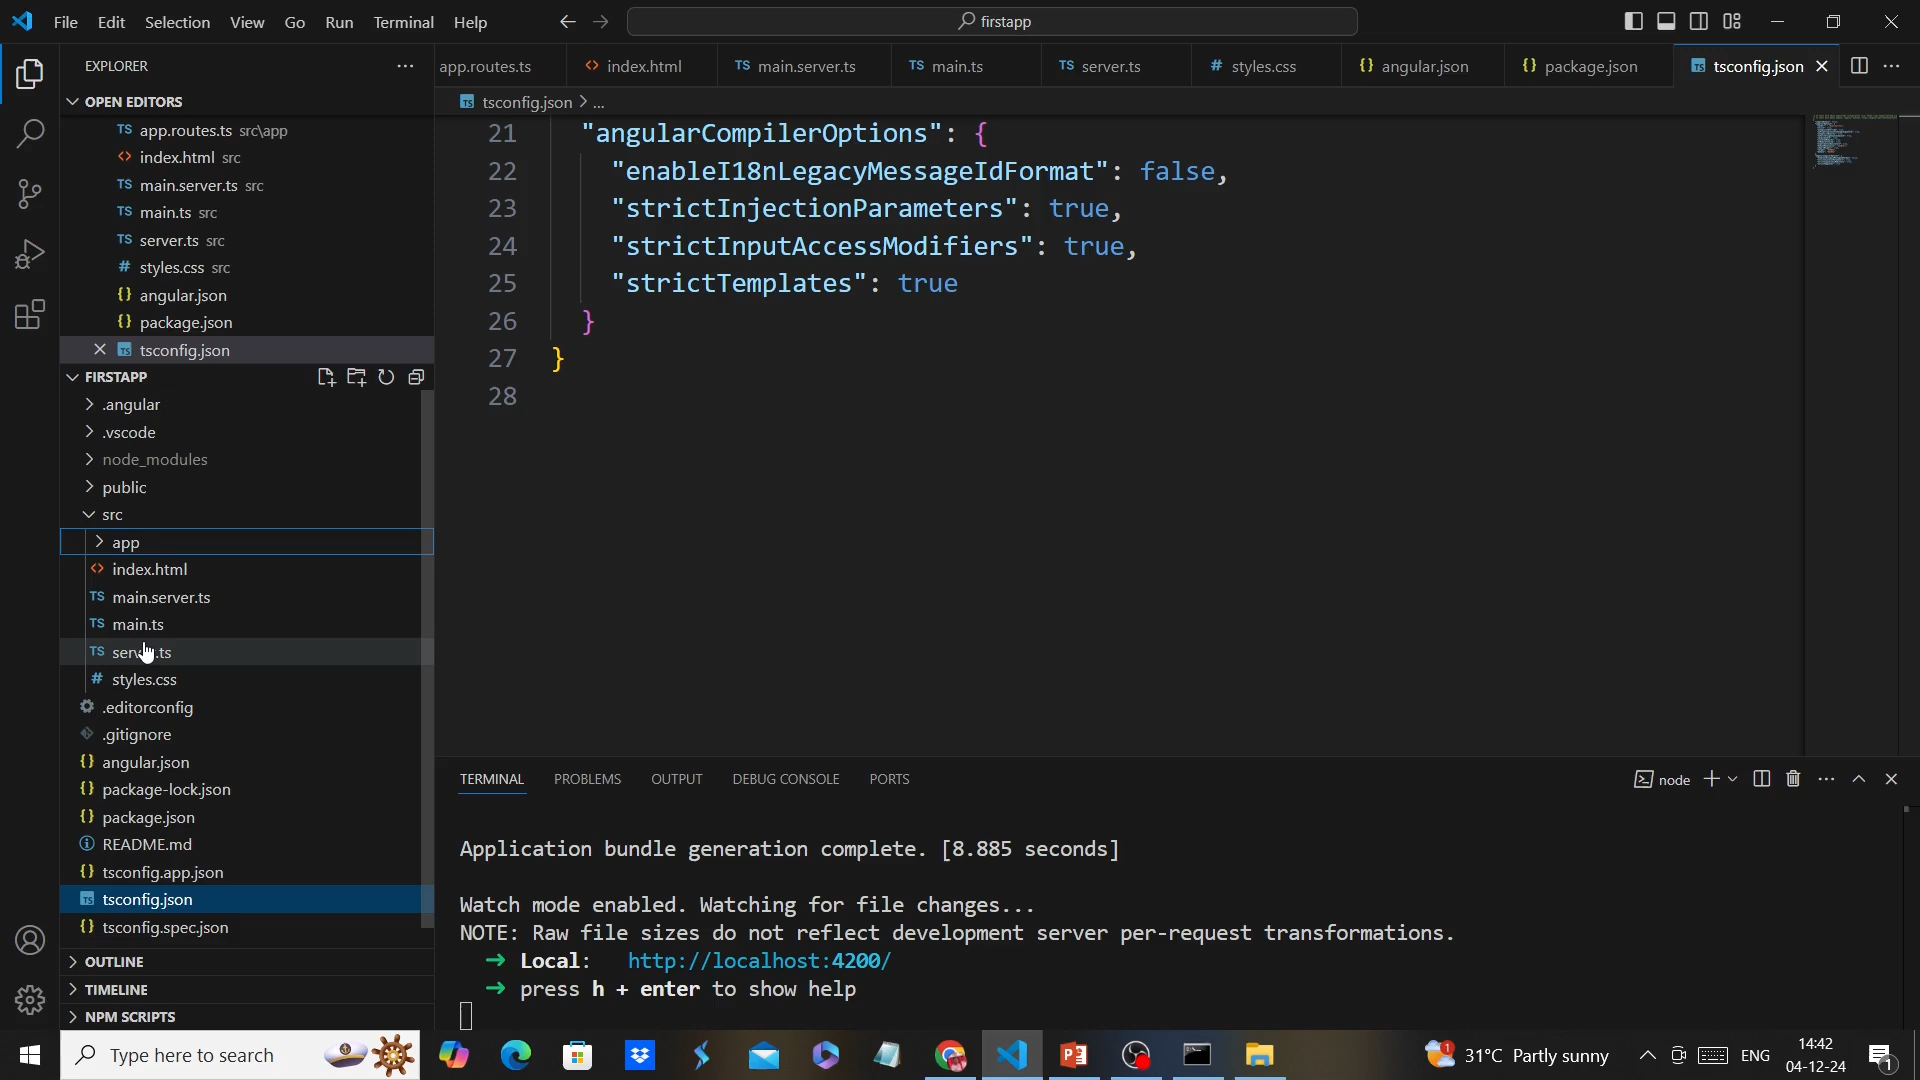 File Edit Selection View Go Run Terminal Help
firstapp
EXPLORER
OPEN EDITORS
TS app.routes.ts src\app
<> index.html src
TS main.server.ts src
TS main.ts src
TS server.ts src
# styles.css src
{} angular.json
{} package.json
TS tsconfig.json
FIRSTAPP
.angular
.vscode
node_modules
public
src
app
<> index.html
TS main.server.ts
TS main.ts
TS
# styles.css
.editorconfig
.gitignore
{} angular.json
{} package-lock.json
{} package.json
README.md
{} tsconfig.app.json
TS tsconfig.json
{} tsconfig.spec.json
OUTLINE
TIMELINE
NPM SCRIPTS
app.routes.ts <> index.html TS main.server.ts TS main.ts TS server.ts # styles.css {} angular.json {} package.json TS tsconfig.json
TS tsconfig.json > ...
21 "angularCompilerOptions": {
22 "enableI18nLegacyMessageIdFormat": false,
23 "strictInjectionParameters": true,
24 "strictInputAccessModifiers": true,
25 "strictTemplates": true
26 }
27 }
28
TERMINAL PROBLEMS OUTPUT DEBUG CONSOLE PORTS
node
Application bundle generation complete. [8.885 seconds]
Watch mode enabled. Watching for file changes...
NOTE: Raw file sizes do not reflect development server per-request transformations.
➜ Local: http://localhost:4200/
➜ press h + enter to show help
Type here to search
1
31°C Partly sunny
ENG
14:42
04-12-24
1